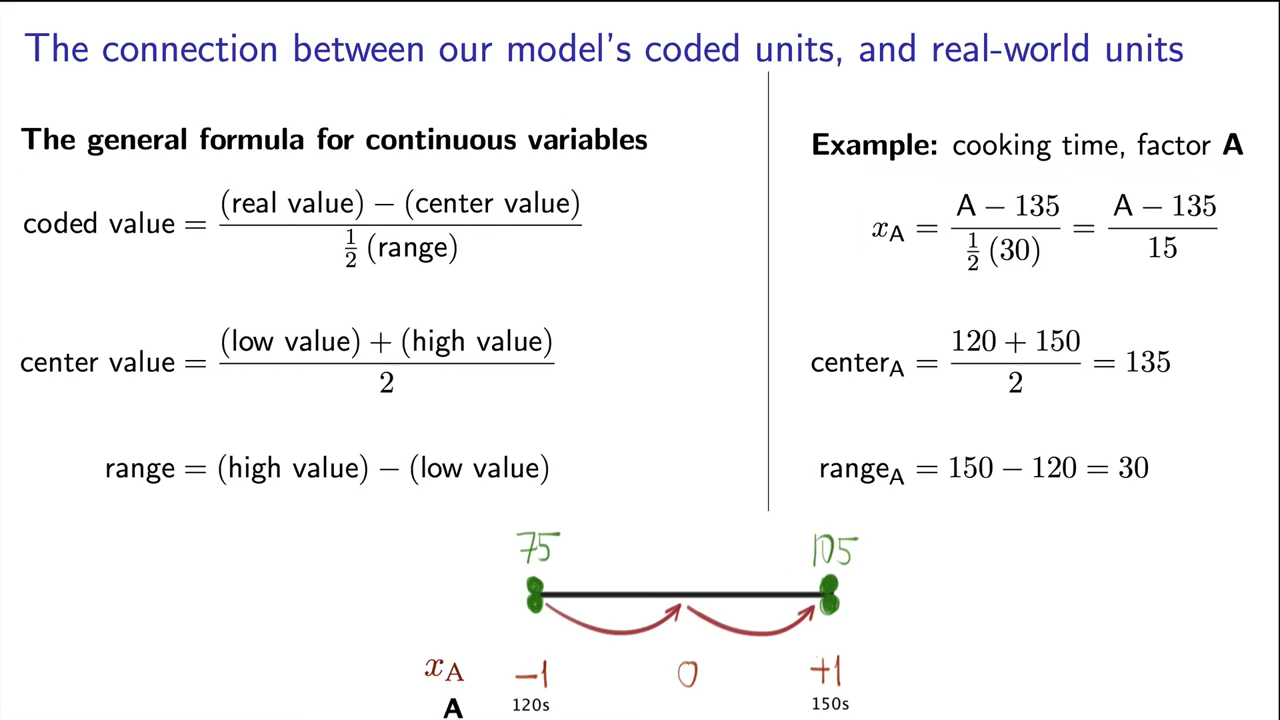 The connection between our model's coded units, and real-world units
The general formula for continuous variables
coded value = (real value) − (center value) / ½ (range)
center value = (low value) + (high value) / 2
range = (high value) − (low value)
Example: cooking time, factor A
x_A = A − 135 / ½ (30) = A − 135 / 15
center_A = 120 + 150 / 2 = 135
range_A = 150 − 120 = 30
75 105
x_A −1 0 +1
A 120s 150s